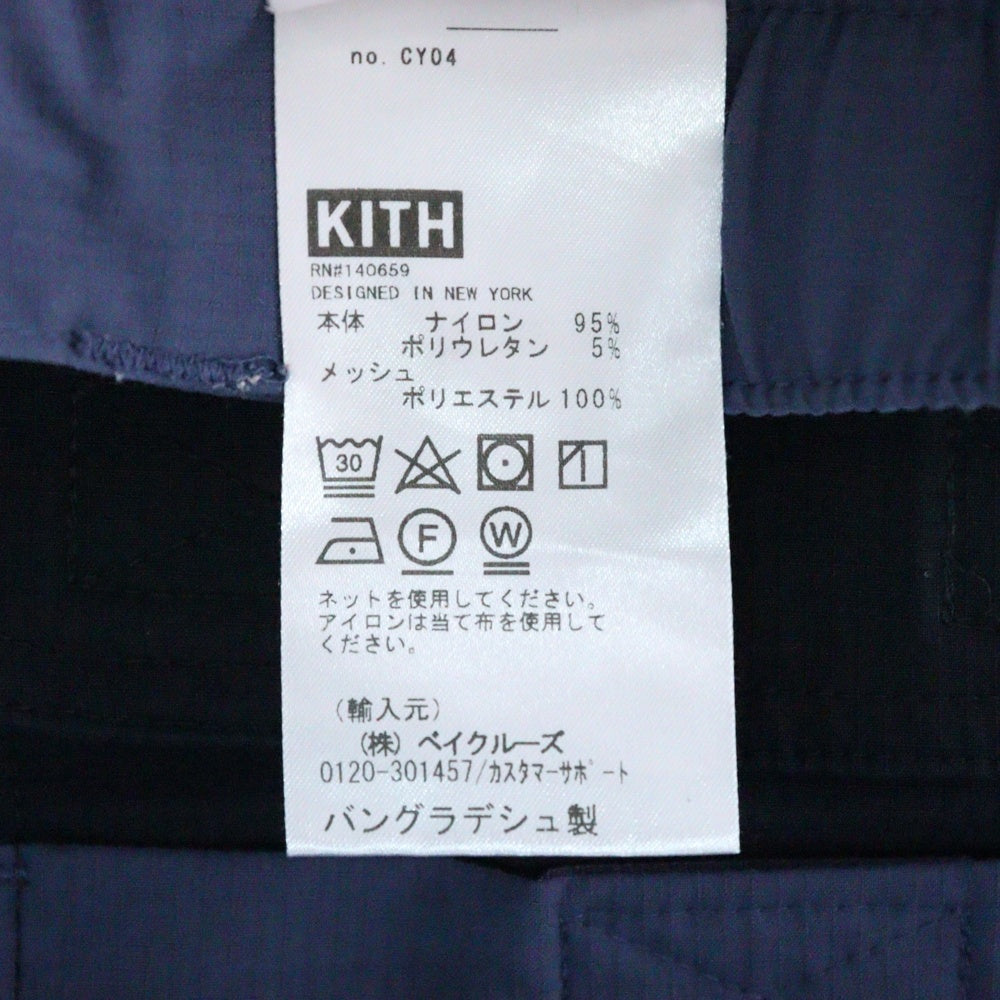 no. CY04
KITH
RN#140659
DESIGNED IN NEW YORK
本体 ナイロン 95%
ポリウレタン 5%
メッシュ
ポリエステル 100%
30
F W
ネットを使用してください。
アイロンは当て布を使用して
ください。
(輸入元)
(株) ベイクルーズ
0120-301457/カスタマーサポート
バングラデシュ製